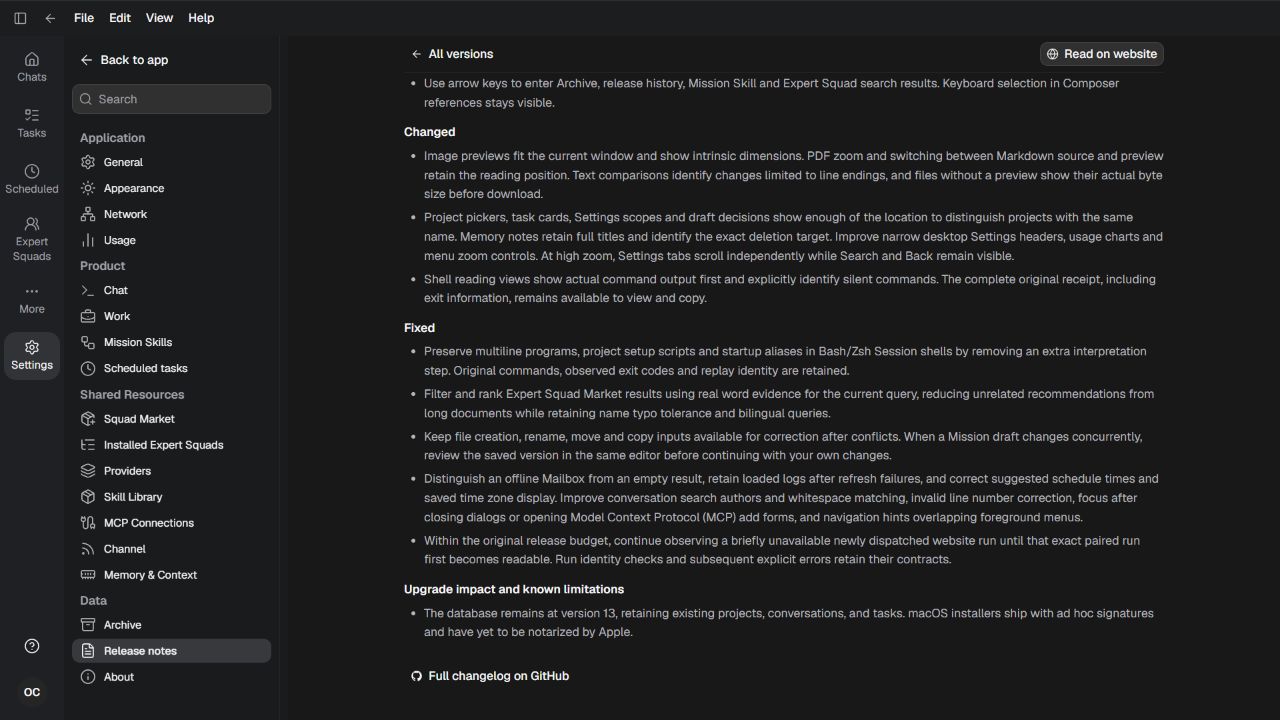 File Edit View Help
Chats
Tasks
Scheduled
Expert
Squads
More
Settings
OC
Back to app
Search
Application
General
Appearance
Network
Usage
Product
Chat
Work
Mission Skills
Scheduled tasks
Shared Resources
Squad Market
Installed Expert Squads
Providers
Skill Library
MCP Connections
Channel
Memory & Context
Data
Archive
Release notes
About
All versions
Read on website
• Use arrow keys to enter Archive, release history, Mission Skill and Expert Squad search results. Keyboard selection in Composer
references stays visible.
Changed
• Image previews fit the current window and show intrinsic dimensions. PDF zoom and switching between Markdown source and preview
retain the reading position. Text comparisons identify changes limited to line endings, and files without a preview show their actual byte
size before download.
• Project pickers, task cards, Settings scopes and draft decisions show enough of the location to distinguish projects with the same
name. Memory notes retain full titles and identify the exact deletion target. Improve narrow desktop Settings headers, usage charts and
menu zoom controls. At high zoom, Settings tabs scroll independently while Search and Back remain visible.
• Shell reading views show actual command output first and explicitly identify silent commands. The complete original receipt, including
exit information, remains available to view and copy.
Fixed
• Preserve multiline programs, project setup scripts and startup aliases in Bash/Zsh Session shells by removing an extra interpretation
step. Original commands, observed exit codes and replay identity are retained.
• Filter and rank Expert Squad Market results using real word evidence for the current query, reducing unrelated recommendations from
long documents while retaining name typo tolerance and bilingual queries.
• Keep file creation, rename, move and copy inputs available for correction after conflicts. When a Mission draft changes concurrently,
review the saved version in the same editor before continuing with your own changes.
• Distinguish an offline Mailbox from an empty result, retain loaded logs after refresh failures, and correct suggested schedule times and
saved time zone display. Improve conversation search authors and whitespace matching, invalid line number correction, focus after
closing dialogs or opening Model Context Protocol (MCP) add forms, and navigation hints overlapping foreground menus.
• Within the original release budget, continue observing a briefly unavailable newly dispatched website run until that exact paired run
first becomes readable. Run identity checks and subsequent explicit errors retain their contracts.
Upgrade impact and known limitations
• The database remains at version 13, retaining existing projects, conversations, and tasks. macOS installers ship with ad hoc signatures
and have yet to be notarized by Apple.
Full changelog on GitHub